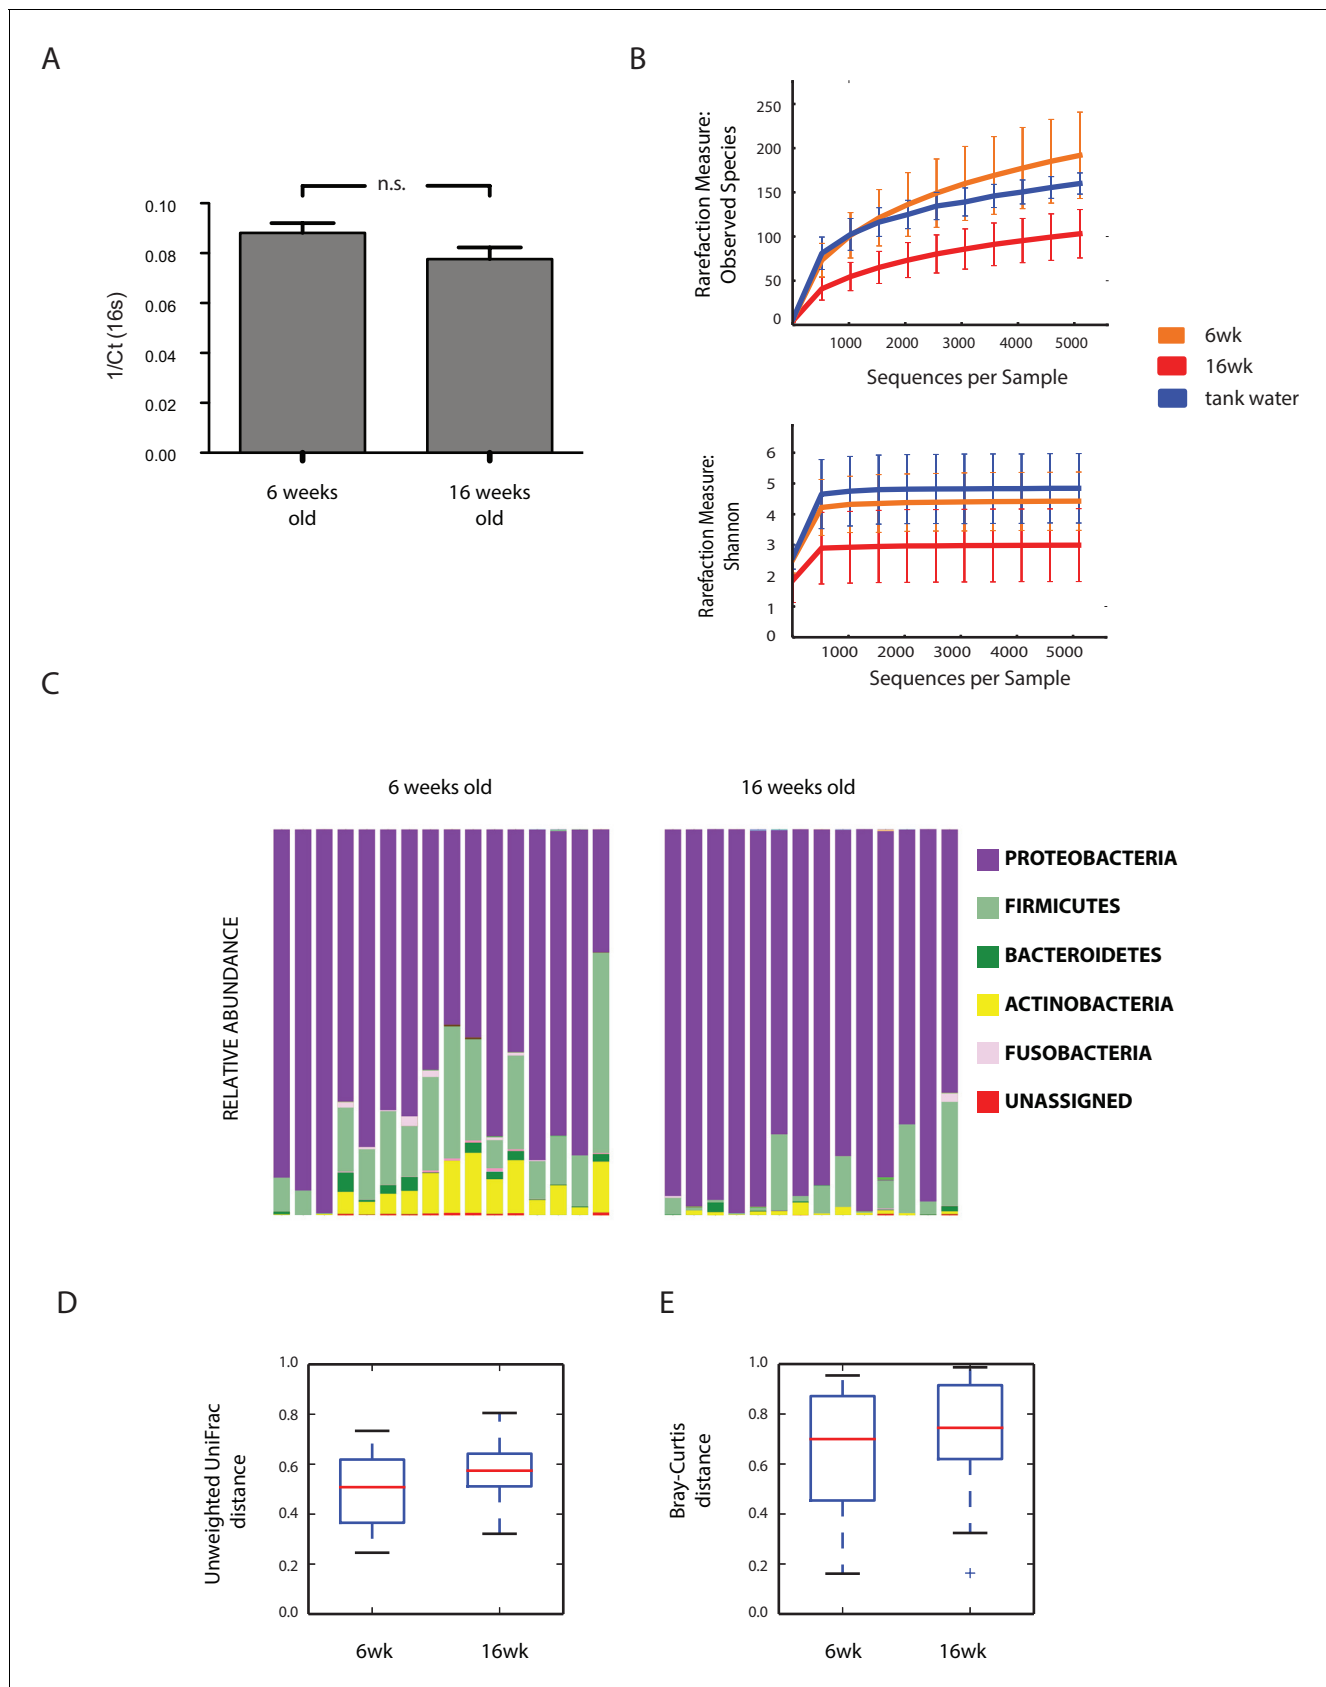 A
n.s.
0.10
0.08
0.06
0.04
0.02
0.00
1/Ct (16s)
6 weeks
old
16 weeks
old
B
Rarefaction Measure:
Observed Species
250
200
150
100
50
0
1000 2000 3000 4000 5000
Sequences per Sample
6wk
16wk
tank water
Rarefaction Measure:
Shannon
6
5
4
3
2
1
0
1000 2000 3000 4000 5000
Sequences per Sample
C
6 weeks old
16 weeks old
RELATIVE ABUNDANCE
PROTEOBACTERIA
FIRMICUTES
BACTEROIDETES
ACTINOBACTERIA
FUSOBACTERIA
UNASSIGNED
D
Unweighted UniFrac
distance
1.0
0.8
0.6
0.4
0.2
0.0
6wk
16wk
E
Bray-Curtis
distance
1.0
0.8
0.6
0.4
0.2
0.0
6wk
16wk